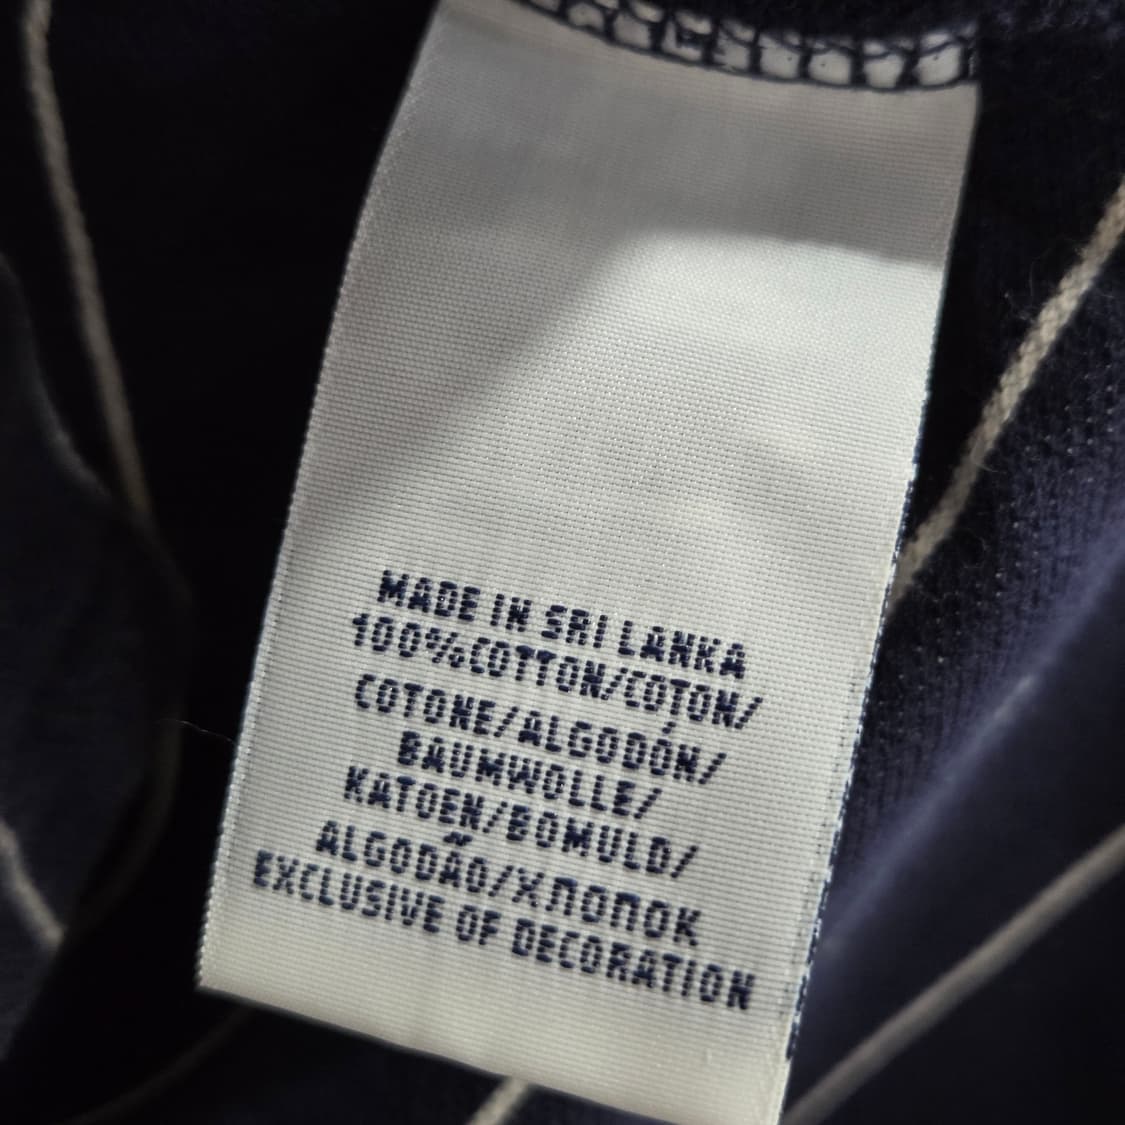 MADE IN SRI LANKA
100%COTTON/COTON/
COTONE/ALGODÓN/
BAUMWOLLE/
KATOEN/BOMULD/
ALGODÃO/ХЛОПОК
EXCLUSIVE OF DECORATION